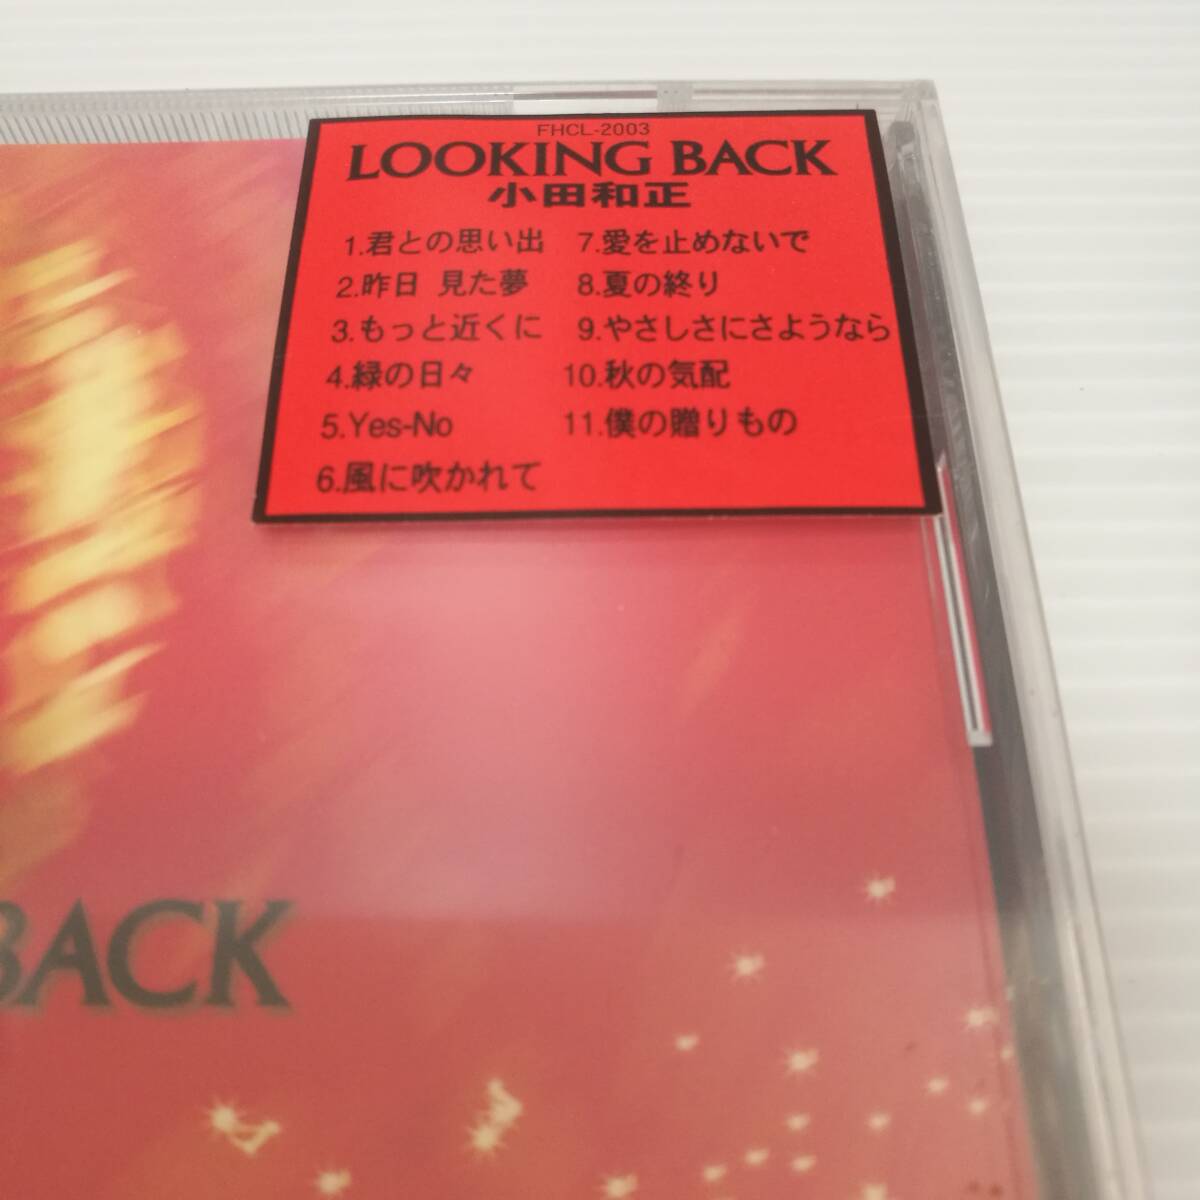 FHCL-2003
LOOKING BACK
小田和正
1.君との思い出
2.昨日 見た夢
3.もっと近くに
4.緑の日々
5.Yes-No
6.風に吹かれて
7.愛を止めないで
8.夏の終り
9.やさしさにさようなら
10.秋の気配
11.僕の贈りもの
BACK